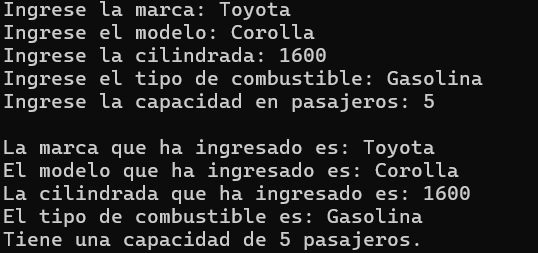 Ingrese la marca: Toyota
Ingrese el modelo: Corolla
Ingrese la cilindrada: 1600
Ingrese el tipo de combustible: Gasolina
Ingrese la capacidad en pasajeros: 5
La marca que ha ingresado es: Toyota
El modelo que ha ingresado es: Corolla
La cilindrada que ha ingresado es: 1600
El tipo de combustible es: Gasolina
Tiene una capacidad de 5 pasajeros.